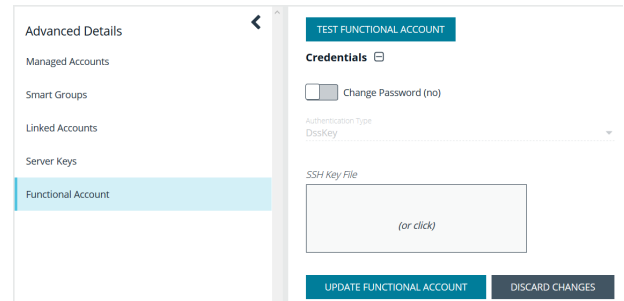 Advanced Details
Managed Accounts
Smart Groups
Linked Accounts
Server Keys
Functional Account
TEST FUNCTIONAL ACCOUNT
Credentials
Change Password (no)
Authentication Type
DssKey
SSH Key File
(or click)
UPDATE FUNCTIONAL ACCOUNT
DISCARD CHANGES